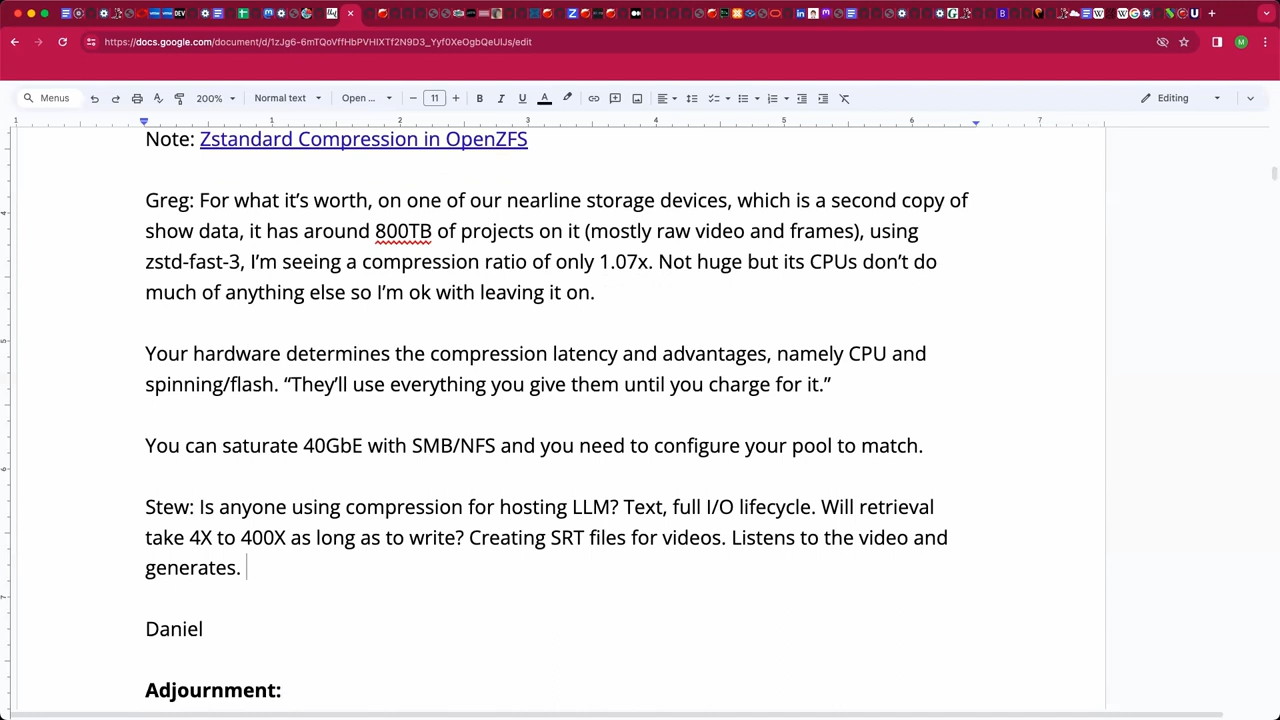 https://docs.google.com/document/d/1zJg6-6mTQoVffHbPVHIXTf2N9D3_Yyf0XeOgbQeUIJs/edit
Menus 200% Normal text Open ... 11 B I U A Editing
1 1 2 3 4 5 6 7
Note: Zstandard Compression in OpenZFS
Greg: For what it’s worth, on one of our nearline storage devices, which is a second copy of
show data, it has around 800TB of projects on it (mostly raw video and frames), using
zstd-fast-3, I’m seeing a compression ratio of only 1.07x. Not huge but its CPUs don’t do
much of anything else so I’m ok with leaving it on.
Your hardware determines the compression latency and advantages, namely CPU and
spinning/flash. “They’ll use everything you give them until you charge for it.”
You can saturate 40GbE with SMB/NFS and you need to configure your pool to match.
Stew: Is anyone using compression for hosting LLM? Text, full I/O lifecycle. Will retrieval
take 4X to 400X as long as to write? Creating SRT files for videos. Listens to the video and
generates.
Daniel
Adjournment: